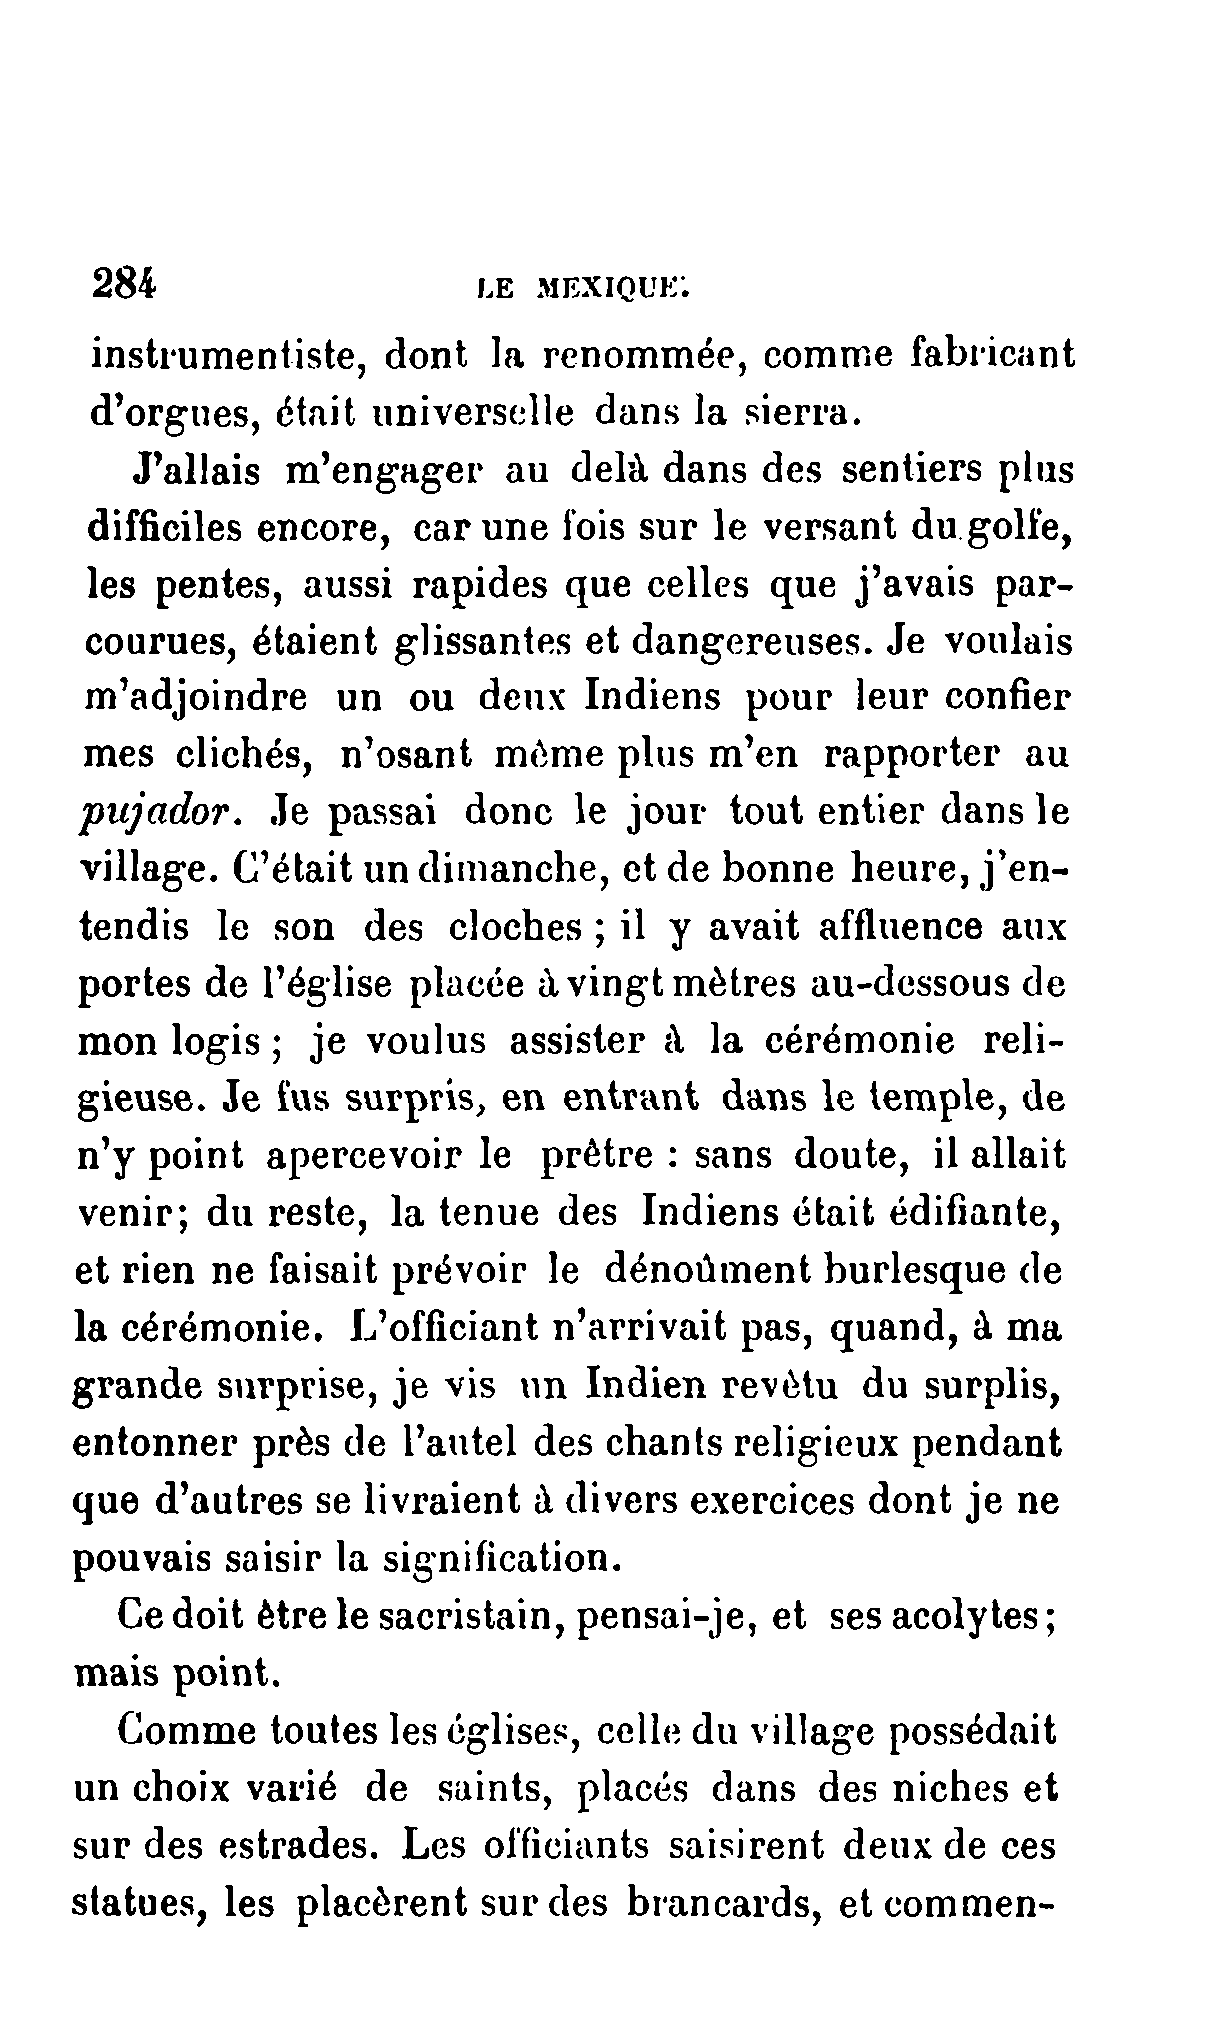 284 LE MEXIQUE.
instrumentiste, dont la renommée, comme fabricant
d'orgues, était universelle dans la sierra.
J'allais m'engager au delà dans des sentiers plus
difficiles encore, car une fois sur le versant du golfe,
les pentes, aussi rapides que celles que j'avais par-
courues, étaient glissantes et dangereuses. Je voulais
m'adjoindre un ou deux Indiens pour leur confier
mes clichés, n'osant même plus m'en rapporter au
pujador. Je passai donc le jour tout entier dans le
village. C'était un dimanche, et de bonne heure, j'en-
tendis le son des cloches ; il y avait affluence aux
portes de l'église placée à vingt mètres au-dessous de
mon logis ; je voulus assister à la cérémonie reli-
gieuse. Je fus surpris, en entrant dans le temple, de
n'y point apercevoir le prêtre : sans doute, il allait
venir; du reste, la tenue des Indiens était édifiante,
et rien ne faisait prévoir le dénoûment burlesque de
la cérémonie. L'officiant n'arrivait pas, quand, à ma
grande surprise, je vis un Indien revêtu du surplis,
entonner près de l'autel des chants religieux pendant
que d'autres se livraient à divers exercices dont je ne
pouvais saisir la signification.
Ce doit être le sacristain, pensai-je, et ses acolytes;
mais point.
Comme toutes les églises, celle du village possédait
un choix varié de saints, placés dans des niches et
sur des estrades. Les officiants saisirent deux de ces
statues, les placèrent sur des brancards, et commen-